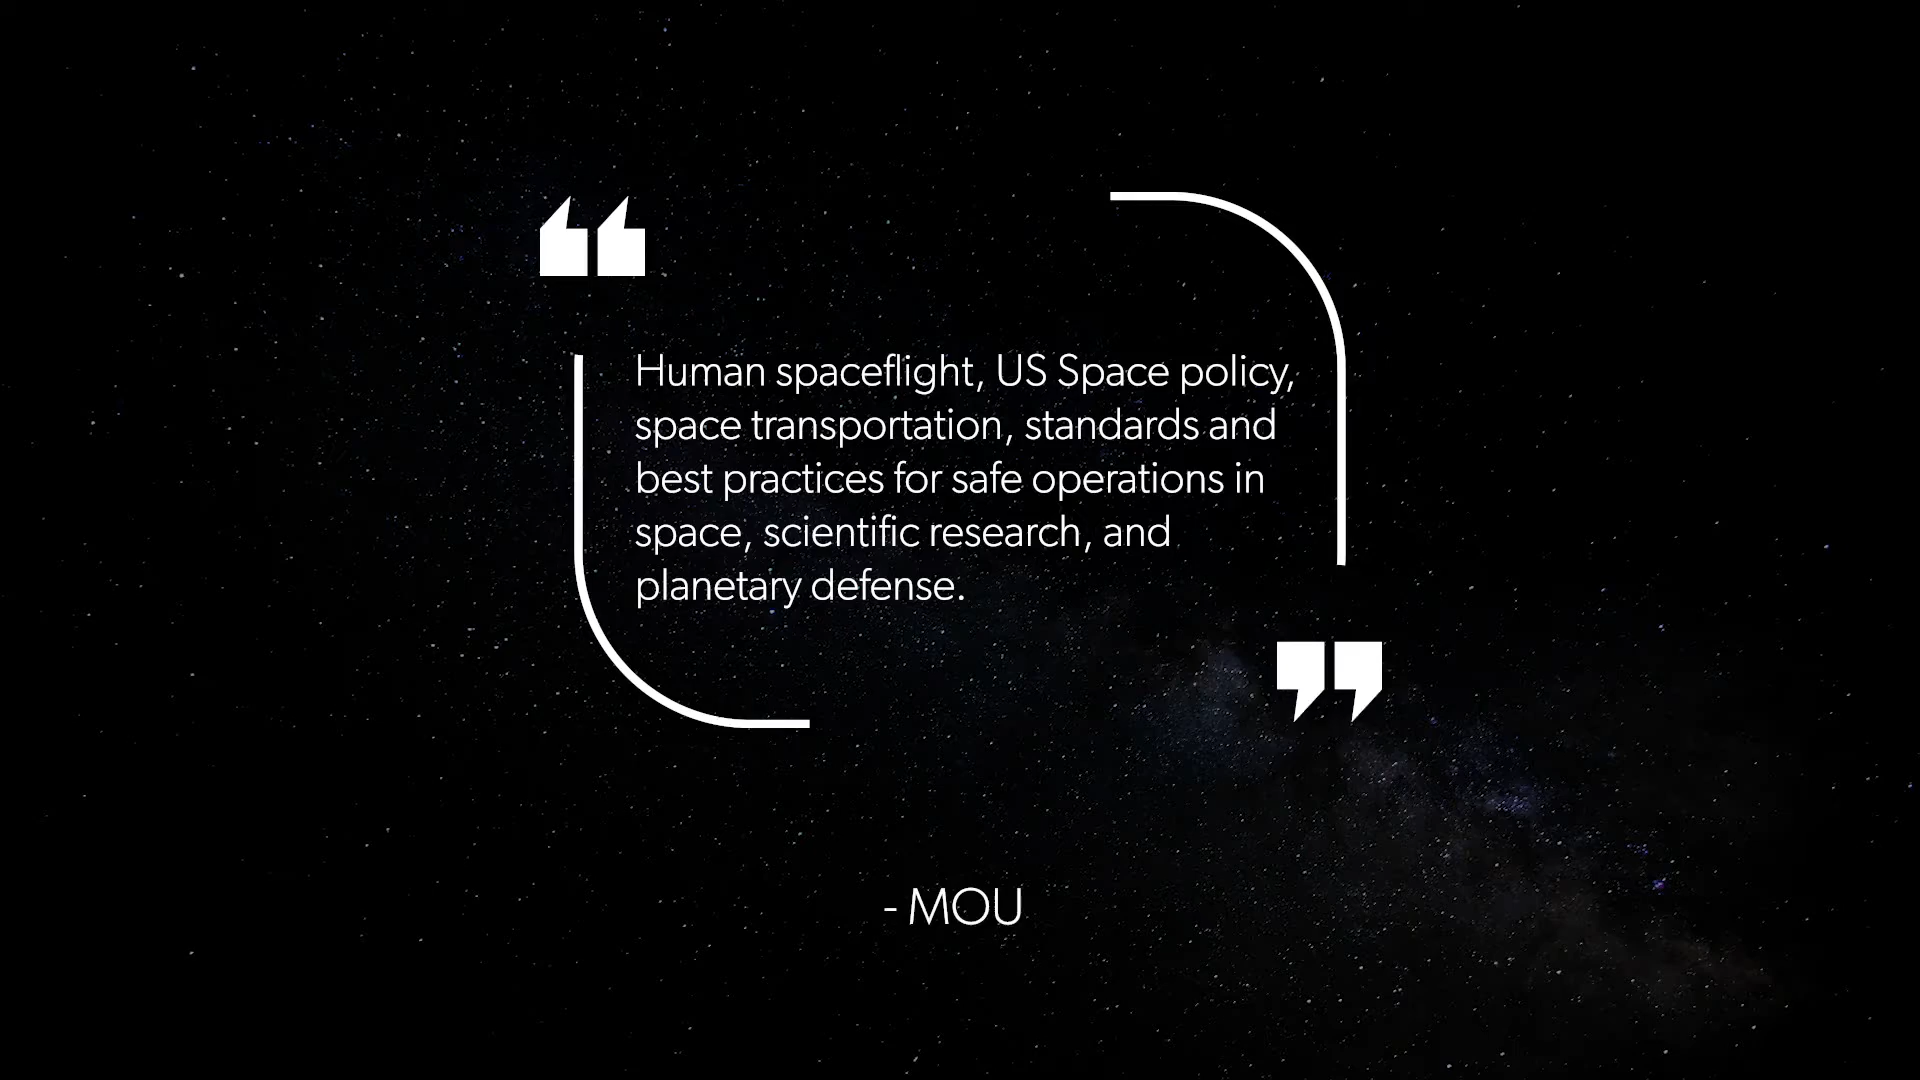 Human spaceflight, US Space policy,
space transportation, standards and
best practices for safe operations in
space, scientific research, and
planetary defense.
- MOU